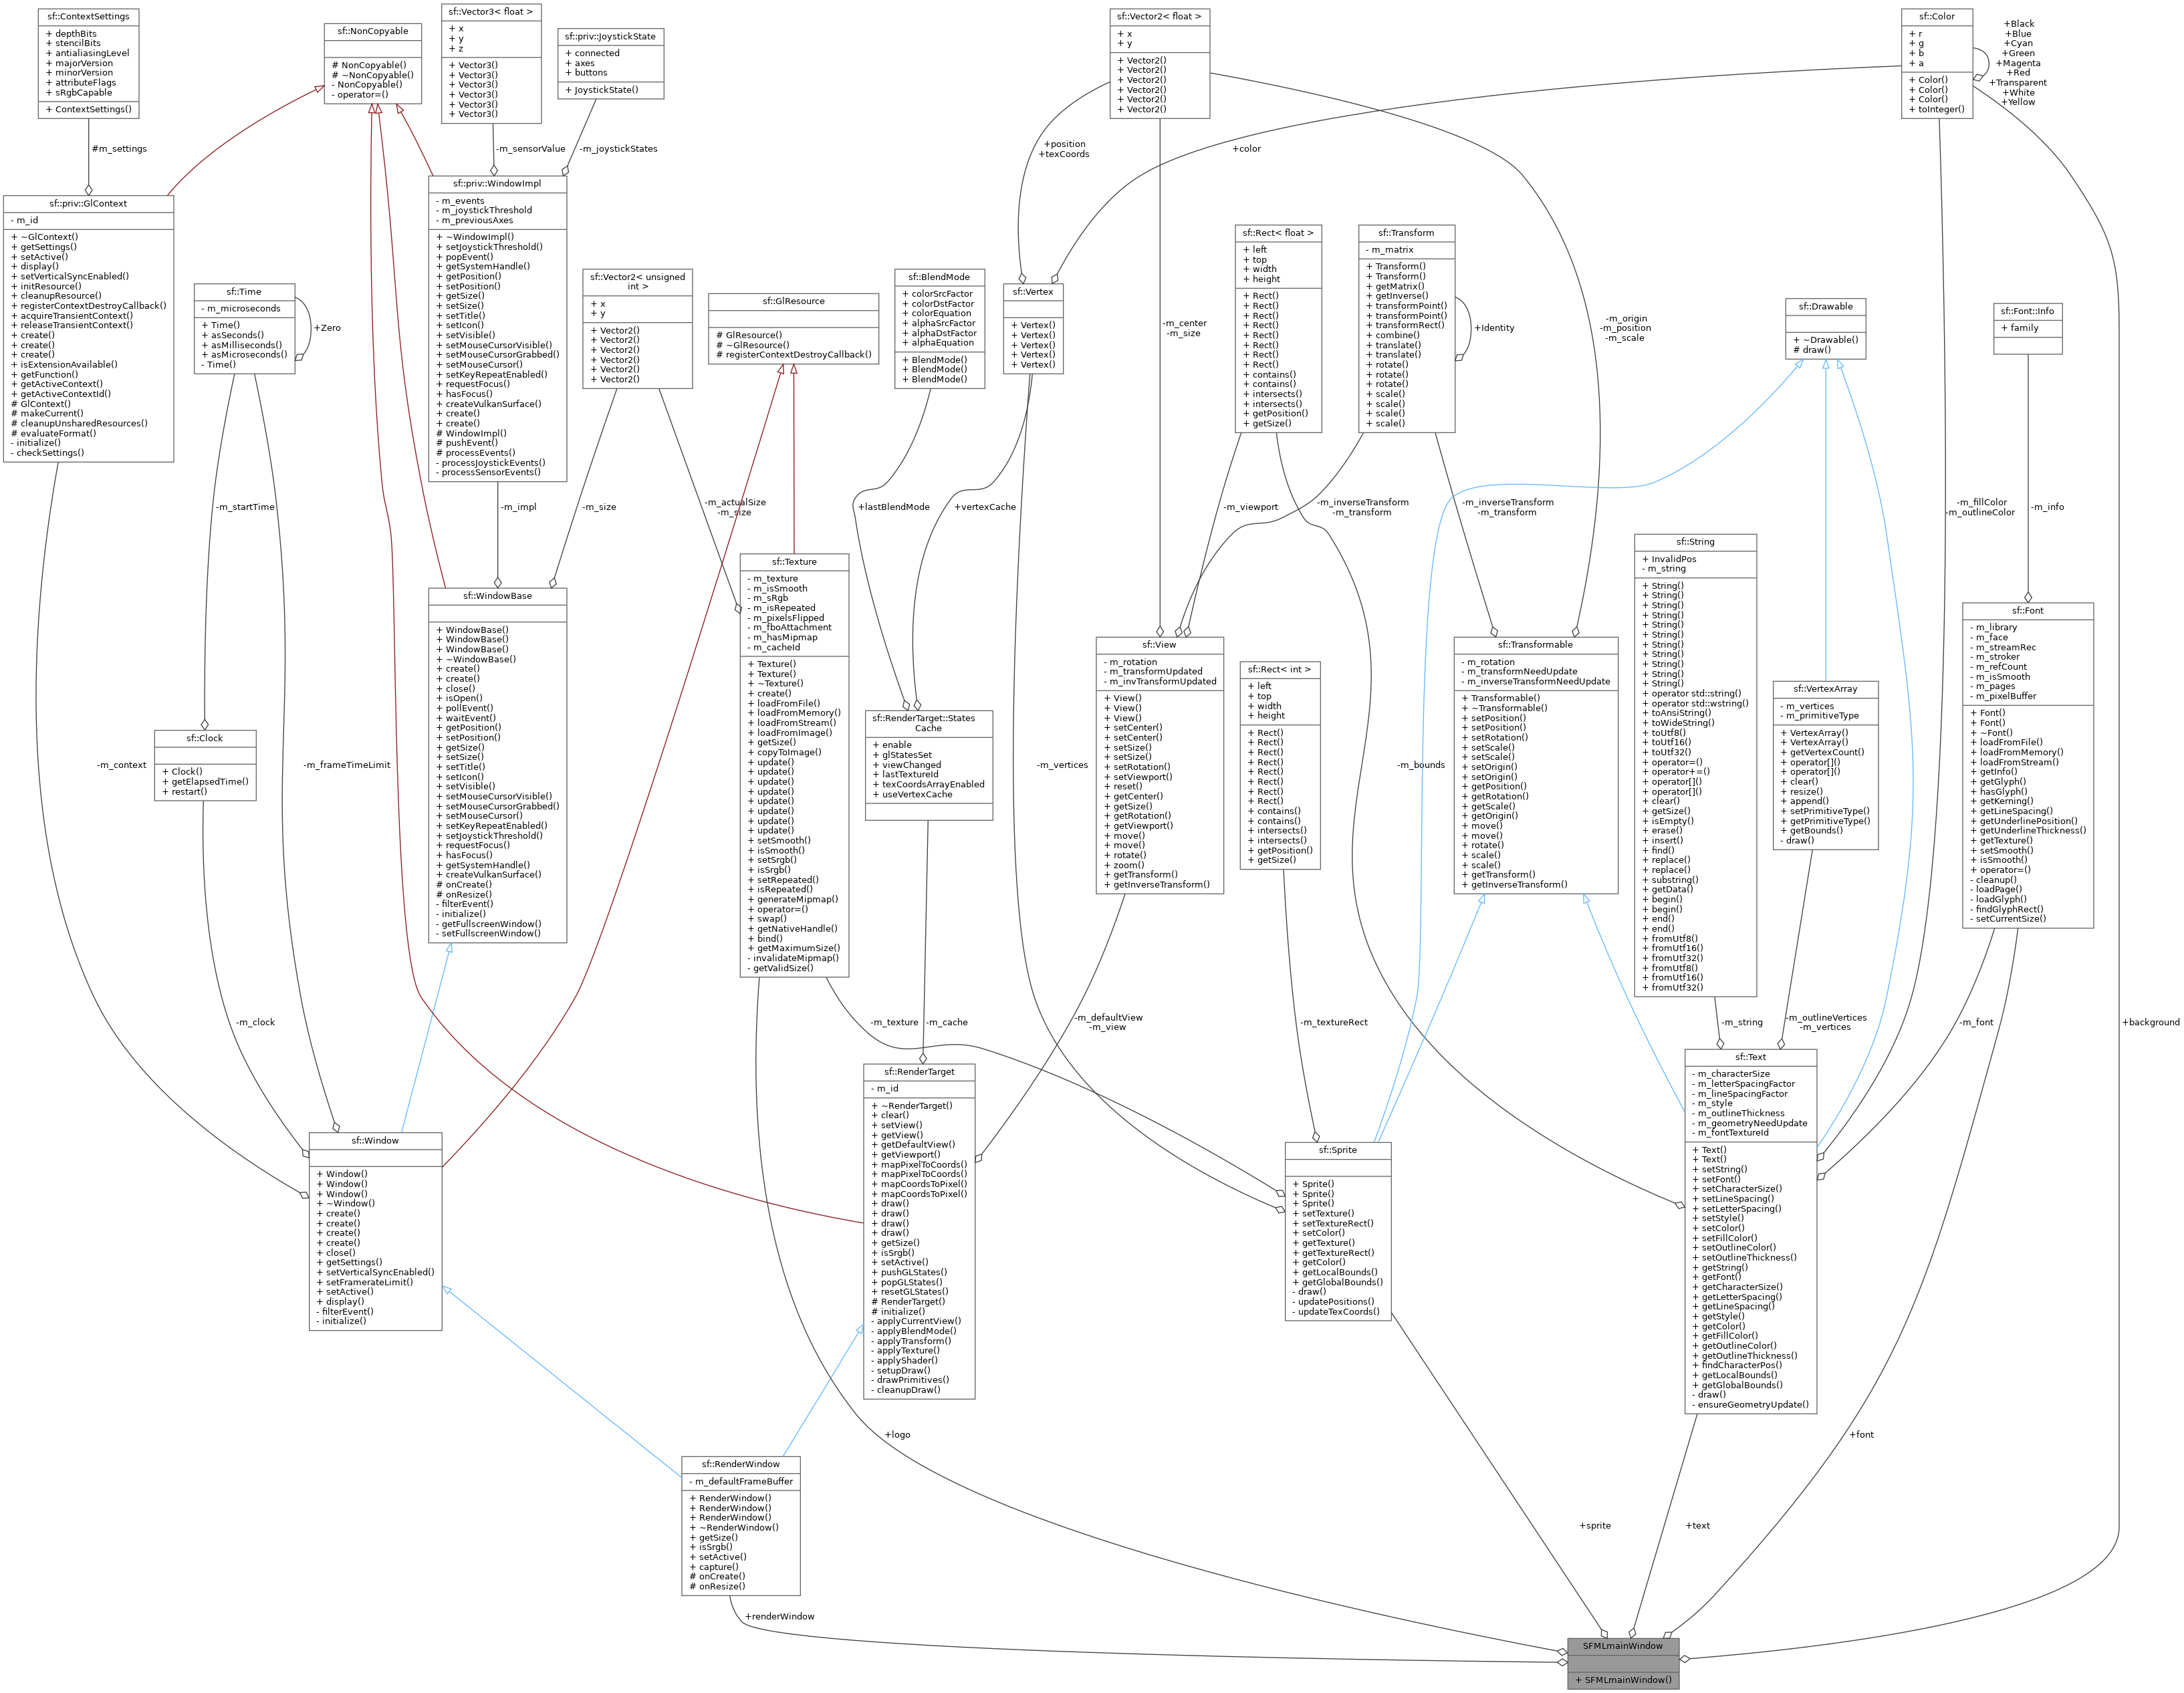 sf::ContextSettings
+ depthBits
+ stencilBits
+ antialiasingLevel
+ majorVersion
+ minorVersion
+ attributeFlags
+ sRgbCapable
+ ContextSettings()
sf::NonCopyable
# NonCopyable()
# ~NonCopyable()
- NonCopyable()
- operator=()
sf::Vector3< float >
+ x
+ y
+ z
+ Vector3()
+ Vector3()
+ Vector3()
+ Vector3()
+ Vector3()
+ Vector3()
sf::priv::JoystickState
+ connected
+ axes
+ buttons
+ JoystickState()
sf::Vector2< float >
+ x
+ y
+ Vector2()
+ Vector2()
+ Vector2()
+ Vector2()
+ Vector2()
+ Vector2()
sf::Color
+ r
+ g
+ b
+ a
+ Color()
+ Color()
+ Color()
+ toInteger()
+Black
+Blue
+Cyan
+Green
+Magenta
+Red
+Transparent
+White
+Yellow
#m_settings
-m_sensorValue
-m_joystickStates
+position
+texCoords
+color
sf::priv::GlContext
- m_id
+ ~GlContext()
+ getSettings()
+ setActive()
+ display()
+ setVerticalSyncEnabled()
+ initResource()
+ cleanupResource()
+ registerContextDestroyCallback()
+ acquireTransientContext()
+ releaseTransientContext()
+ create()
+ create()
+ create()
+ isExtensionAvailable()
+ getFunction()
+ getActiveContext()
+ getActiveContextId()
# GlContext()
# makeCurrent()
# cleanupUnsharedResources()
# evaluateFormat()
- initialize()
- checkSettings()
sf::Time
- m_microseconds
+ Time()
+ asSeconds()
+ asMilliseconds()
+ asMicroseconds()
- Time()
+Zero
sf::priv::WindowImpl
- m_events
- m_joystickThreshold
- m_previousAxes
+ ~WindowImpl()
+ setJoystickThreshold()
+ popEvent()
+ getSystemHandle()
+ getPosition()
+ setPosition()
+ getSize()
+ setSize()
+ setTitle()
+ setIcon()
+ setVisible()
+ setMouseCursorVisible()
+ setMouseCursorGrabbed()
+ setMouseCursor()
+ setKeyRepeatEnabled()
+ requestFocus()
+ hasFocus()
+ createVulkanSurface()
+ create()
+ create()
# WindowImpl()
# pushEvent()
# processEvents()
- processJoystickEvents()
- processSensorEvents()
sf::Vector2< unsigned
int >
+ x
+ y
+ Vector2()
+ Vector2()
+ Vector2()
+ Vector2()
+ Vector2()
+ Vector2()
sf::GlResource
# GlResource()
# ~GlResource()
# registerContextDestroyCallback()
sf::BlendMode
+ colorSrcFactor
+ colorDstFactor
+ colorEquation
+ alphaSrcFactor
+ alphaDstFactor
+ alphaEquation
+ BlendMode()
+ BlendMode()
+ BlendMode()
sf::Vertex
+ Vertex()
+ Vertex()
+ Vertex()
+ Vertex()
+ Vertex()
-m_center
-m_size
sf::Rect< float >
+ left
+ top
+ width
+ height
+ Rect()
+ Rect()
+ Rect()
+ Rect()
+ Rect()
+ Rect()
+ Rect()
+ Rect()
+ contains()
+ contains()
+ intersects()
+ intersects()
+ getPosition()
+ getSize()
sf::Transform
- m_matrix
+ Transform()
+ Transform()
+ getMatrix()
+ getInverse()
+ transformPoint()
+ transformPoint()
+ transformRect()
+ combine()
+ translate()
+ translate()
+ rotate()
+ rotate()
+ rotate()
+ scale()
+ scale()
+ scale()
+ scale()
+Identity
-m_origin
-m_position
-m_scale
sf::Drawable
+ ~Drawable()
# draw()
sf::Font::Info
+ family
-m_startTime
-m_impl
-m_size
-m_actualSize
-m_size
+lastBlendMode
+vertexCache
-m_viewport
-m_inverseTransform
-m_transform
-m_inverseTransform
-m_transform
-m_fillColor
-m_outlineColor
-m_info
sf::WindowBase
+ WindowBase()
+ WindowBase()
+ WindowBase()
+ ~WindowBase()
+ create()
+ create()
+ close()
+ isOpen()
+ pollEvent()
+ waitEvent()
+ getPosition()
+ setPosition()
+ getSize()
+ setSize()
+ setTitle()
+ setIcon()
+ setVisible()
+ setMouseCursorVisible()
+ setMouseCursorGrabbed()
+ setMouseCursor()
+ setKeyRepeatEnabled()
+ setJoystickThreshold()
+ requestFocus()
+ hasFocus()
+ getSystemHandle()
+ createVulkanSurface()
# onCreate()
# onResize()
- filterEvent()
- initialize()
- getFullscreenWindow()
- setFullscreenWindow()
sf::Texture
- m_texture
- m_isSmooth
- m_sRgb
- m_isRepeated
- m_pixelsFlipped
- m_fboAttachment
- m_hasMipmap
- m_cacheId
+ Texture()
+ Texture()
+ ~Texture()
+ create()
+ loadFromFile()
+ loadFromMemory()
+ loadFromStream()
+ loadFromImage()
+ getSize()
+ copyToImage()
+ update()
+ update()
+ update()
+ update()
+ update()
+ update()
+ update()
+ update()
+ setSmooth()
+ isSmooth()
+ setSrgb()
+ isSrgb()
+ setRepeated()
+ isRepeated()
+ generateMipmap()
+ operator=()
+ swap()
+ getNativeHandle()
+ bind()
+ getMaximumSize()
- invalidateMipmap()
- getValidSize()
sf::View
- m_rotation
- m_transformUpdated
- m_invTransformUpdated
+ View()
+ View()
+ View()
+ setCenter()
+ setCenter()
+ setSize()
+ setSize()
+ setRotation()
+ setViewport()
+ reset()
+ getCenter()
+ getSize()
+ getRotation()
+ getViewport()
+ move()
+ move()
+ rotate()
+ zoom()
+ getTransform()
+ getInverseTransform()
sf::Rect< int >
+ left
+ top
+ width
+ height
+ Rect()
+ Rect()
+ Rect()
+ Rect()
+ Rect()
+ Rect()
+ Rect()
+ Rect()
+ contains()
+ contains()
+ intersects()
+ intersects()
+ getPosition()
+ getSize()
sf::Transformable
- m_rotation
- m_transformNeedUpdate
- m_inverseTransformNeedUpdate
+ Transformable()
+ ~Transformable()
+ setPosition()
+ setPosition()
+ setRotation()
+ setScale()
+ setScale()
+ setOrigin()
+ setOrigin()
+ getPosition()
+ getRotation()
+ getScale()
+ getOrigin()
+ move()
+ move()
+ rotate()
+ scale()
+ scale()
+ getTransform()
+ getInverseTransform()
sf::String
+ InvalidPos
- m_string
+ String()
+ String()
+ String()
+ String()
+ String()
+ String()
+ String()
+ String()
+ String()
+ String()
+ String()
+ operator std::string()
+ operator std::wstring()
+ toAnsiString()
+ toWideString()
+ toUtf8()
+ toUtf16()
+ toUtf32()
+ operator=()
+ operator+=()
+ operator[]()
+ operator[]()
+ clear()
+ getSize()
+ isEmpty()
+ erase()
+ insert()
+ find()
+ replace()
+ replace()
+ substring()
+ getData()
+ begin()
+ begin()
+ end()
+ end()
+ fromUtf8()
+ fromUtf16()
+ fromUtf32()
+ fromUtf8()
+ fromUtf16()
+ fromUtf32()
sf::VertexArray
- m_vertices
- m_primitiveType
+ VertexArray()
+ VertexArray()
+ getVertexCount()
+ operator[]()
+ operator[]()
+ clear()
+ resize()
+ append()
+ setPrimitiveType()
+ getPrimitiveType()
+ getBounds()
- draw()
sf::Font
- m_library
- m_face
- m_streamRec
- m_stroker
- m_refCount
- m_isSmooth
- m_pages
- m_pixelBuffer
+ Font()
+ Font()
+ ~Font()
+ loadFromFile()
+ loadFromMemory()
+ loadFromStream()
+ getInfo()
+ getGlyph()
+ hasGlyph()
+ getKerning()
+ getLineSpacing()
+ getUnderlinePosition()
+ getUnderlineThickness()
+ getTexture()
+ setSmooth()
+ isSmooth()
+ operator=()
- cleanup()
- loadPage()
- loadGlyph()
- findGlyphRect()
- setCurrentSize()
sf::Clock
+ Clock()
+ getElapsedTime()
+ restart()
sf::RenderTarget::States
Cache
+ enable
+ glStatesSet
+ viewChanged
+ lastTextureId
+ texCoordsArrayEnabled
+ useVertexCache
-m_context
-m_frameTimeLimit
-m_vertices
-m_bounds
-m_clock
-m_texture
-m_cache
-m_defaultView
-m_view
-m_textureRect
-m_string
-m_outlineVertices
-m_vertices
-m_font
+background
sf::Window
+ Window()
+ Window()
+ Window()
+ ~Window()
+ create()
+ create()
+ create()
+ create()
+ close()
+ getSettings()
+ setVerticalSyncEnabled()
+ setFramerateLimit()
+ setActive()
+ display()
- filterEvent()
- initialize()
sf::RenderTarget
- m_id
+ ~RenderTarget()
+ clear()
+ setView()
+ getView()
+ getDefaultView()
+ getViewport()
+ mapPixelToCoords()
+ mapPixelToCoords()
+ mapCoordsToPixel()
+ mapCoordsToPixel()
+ draw()
+ draw()
+ draw()
+ draw()
+ getSize()
+ isSrgb()
+ setActive()
+ pushGLStates()
+ popGLStates()
+ resetGLStates()
# RenderTarget()
# initialize()
- applyCurrentView()
- applyBlendMode()
- applyTransform()
- applyTexture()
- applyShader()
- setupDraw()
- drawPrimitives()
- cleanupDraw()
sf::Sprite
+ Sprite()
+ Sprite()
+ Sprite()
+ setTexture()
+ setTextureRect()
+ setColor()
+ getTexture()
+ getTextureRect()
+ getColor()
+ getLocalBounds()
+ getGlobalBounds()
- draw()
- updatePositions()
- updateTexCoords()
sf::Text
- m_characterSize
- m_letterSpacingFactor
- m_lineSpacingFactor
- m_style
- m_outlineThickness
- m_geometryNeedUpdate
- m_fontTextureId
+ Text()
+ Text()
+ setString()
+ setFont()
+ setCharacterSize()
+ setLineSpacing()
+ setLetterSpacing()
+ setStyle()
+ setColor()
+ setFillColor()
+ setOutlineColor()
+ setOutlineThickness()
+ getString()
+ getFont()
+ getCharacterSize()
+ getLetterSpacing()
+ getLineSpacing()
+ getStyle()
+ getColor()
+ getFillColor()
+ getOutlineColor()
+ getOutlineThickness()
+ findCharacterPos()
+ getLocalBounds()
+ getGlobalBounds()
- draw()
- ensureGeometryUpdate()
+logo
+font
sf::RenderWindow
- m_defaultFrameBuffer
+ RenderWindow()
+ RenderWindow()
+ RenderWindow()
+ ~RenderWindow()
+ getSize()
+ isSrgb()
+ setActive()
+ capture()
# onCreate()
# onResize()
+sprite
+text
+renderWindow
SFMLmainWindow
+ SFMLmainWindow()